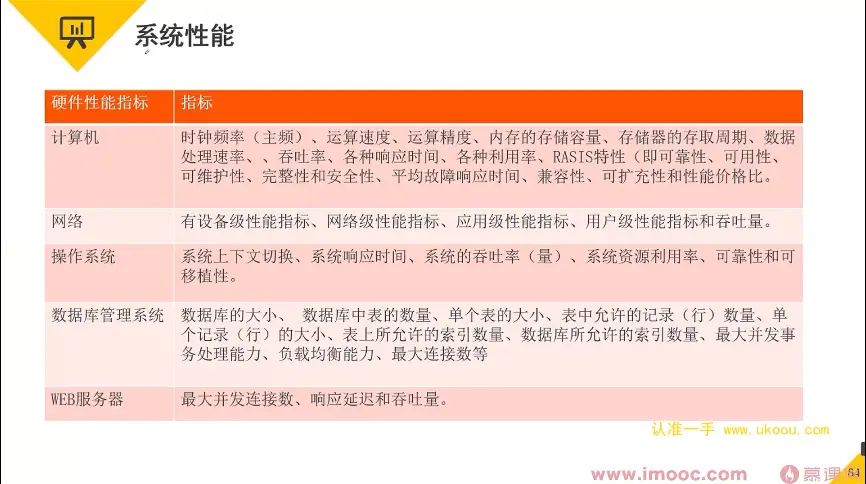 系统性能
硬件性能指标 指标
计算机 时钟频率（主频）、运算速度、运算精度、内存的存储容量、存储器的存取周期、数据
处理速率、、吞吐率、各种响应时间、各种利用率、RASIS特性（即可靠性、可用性、
可维护性、完整性和安全性、平均故障响应时间、兼容性、可扩充性和性能价格比。
网络 有设备级性能指标、网络级性能指标、应用级性能指标、用户级性能指标和吞吐量。
操作系统 系统上下文切换、系统响应时间、系统的吞吐率（量）、系统资源利用率、可靠性和可
移植性。
数据库管理系统 数据库的大小、 数据库中表的数量、单个表的大小、表中允许的记录（行）数量、单
个记录（行）的大小、表上所允许的索引数量、数据库所允许的索引数量、最大并发事
务处理能力、负载均衡能力、最大连接数等
WEB服务器 最大并发连接数、响应延迟和吞吐量。
认准一手 www.ukoou.com
www.imooc.com 慕课
84